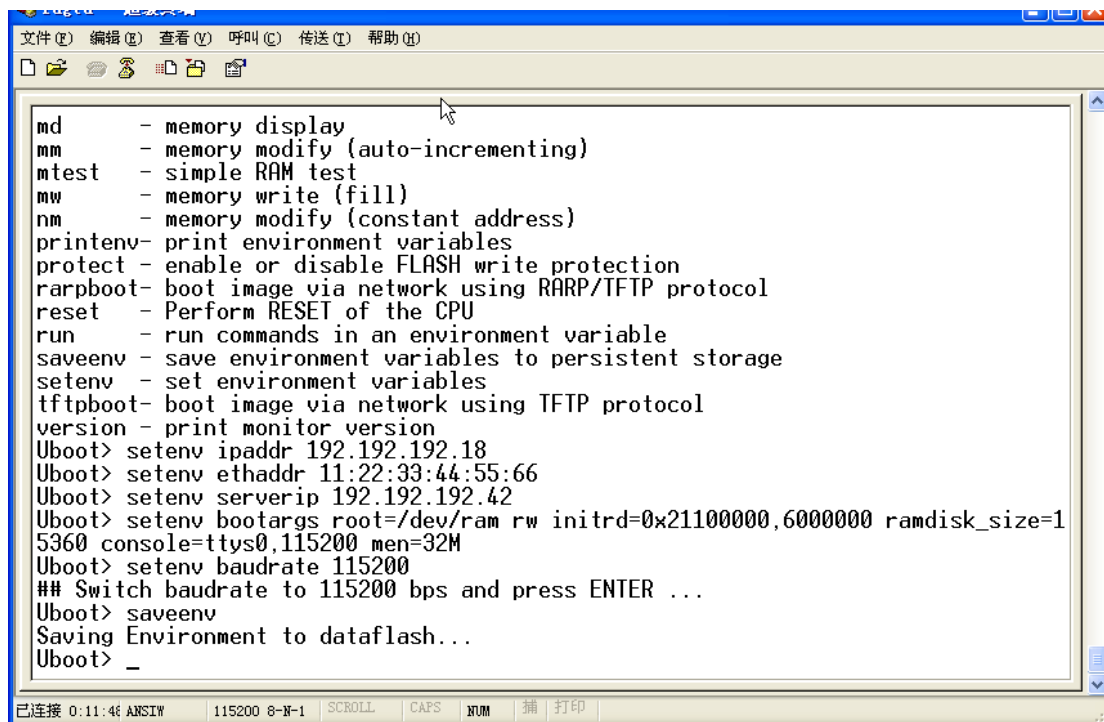 文件(F) 编辑(E) 查看(V) 呼叫(C) 传送(T) 帮助(H)
md - memory display
mm - memory modify (auto-incrementing)
mtest - simple RAM test
mw - memory write (fill)
nm - memory modify (constant address)
printenv- print environment variables
protect - enable or disable FLASH write protection
rarpboot- boot image via network using RARP/TFTP protocol
reset - Perform RESET of the CPU
run - run commands in an environment variable
saveenv - save environment variables to persistent storage
setenv - set environment variables
tftpboot- boot image via network using TFTP protocol
version - print monitor version
Uboot> setenv ipaddr 192.192.192.18
Uboot> setenv ethaddr 11:22:33:44:55:66
Uboot> setenv serverip 192.192.192.42
Uboot> setenv bootargs root=/dev/ram rw initrd=0x21100000,6000000 ramdisk_size=1
5360 console=ttys0,115200 men=32M
Uboot> setenv baudrate 115200
## Switch baudrate to 115200 bps and press ENTER ...
Uboot> saveenv
Saving Environment to dataflash...
Uboot> _
已连接 0:11:48 ANSIW 115200 8-N-1 SCROLL CAPS NUM 捕 打印